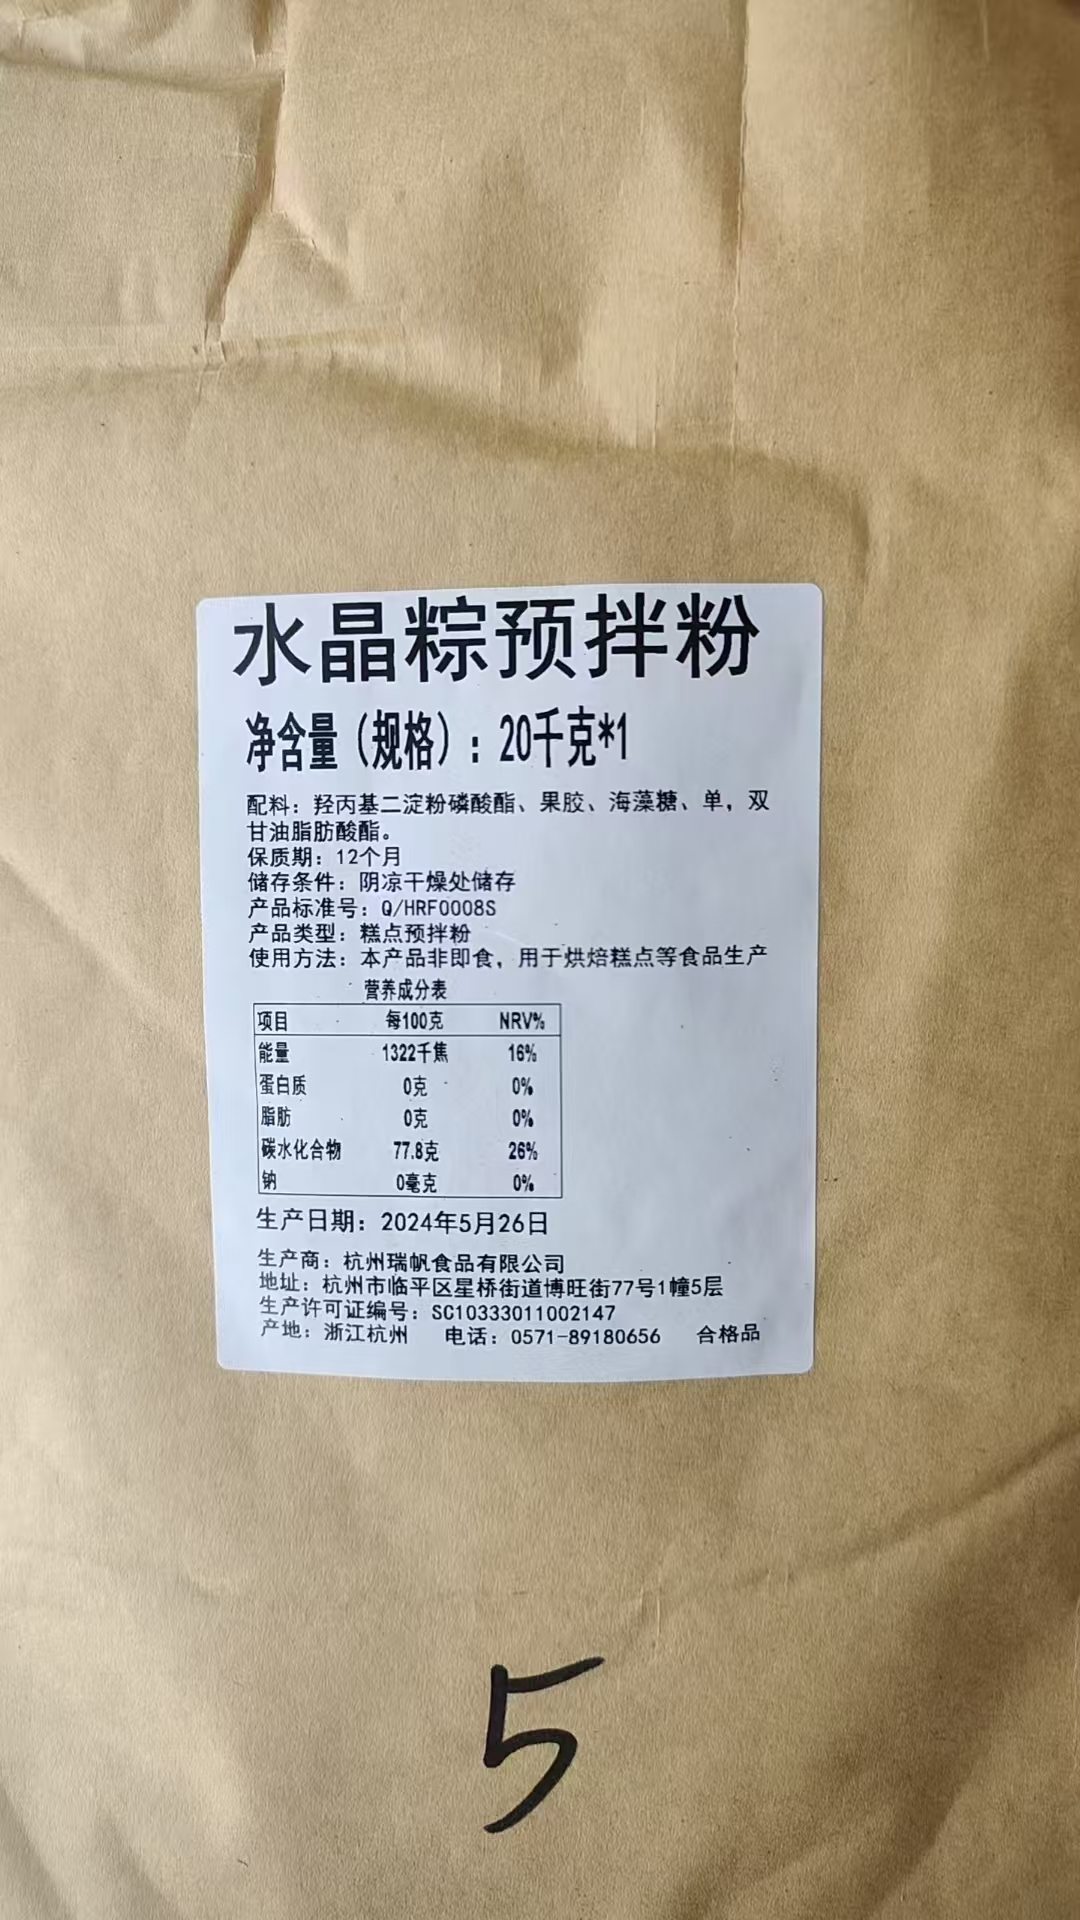 水晶粽预拌粉
净含量（规格）：20千克*1
配料：羟丙基二淀粉磷酸酯、果胶、海藻糖、单，双
甘油脂肪酸酯。
保质期：12个月
储存条件：阴凉干燥处储存
产品标准号：Q/HRF0008S
产品类型：糕点预拌粉
使用方法：本产品非即食，用于烘焙糕点等食品生产
营养成分表
项目 每100克 NRV%
能量 1322千焦 16%
蛋白质 0克 0%
脂肪 0克 0%
碳水化合物 77.8克 26%
钠 0毫克 0%
生产日期：2024年5月26日
生产商：杭州瑞帆食品有限公司
地址：杭州市临平区星桥街道博旺街77号1幢5层
生产许可证编号：SC10333011002147
产地：浙江杭州 电话：0571-89180656 合格品
5